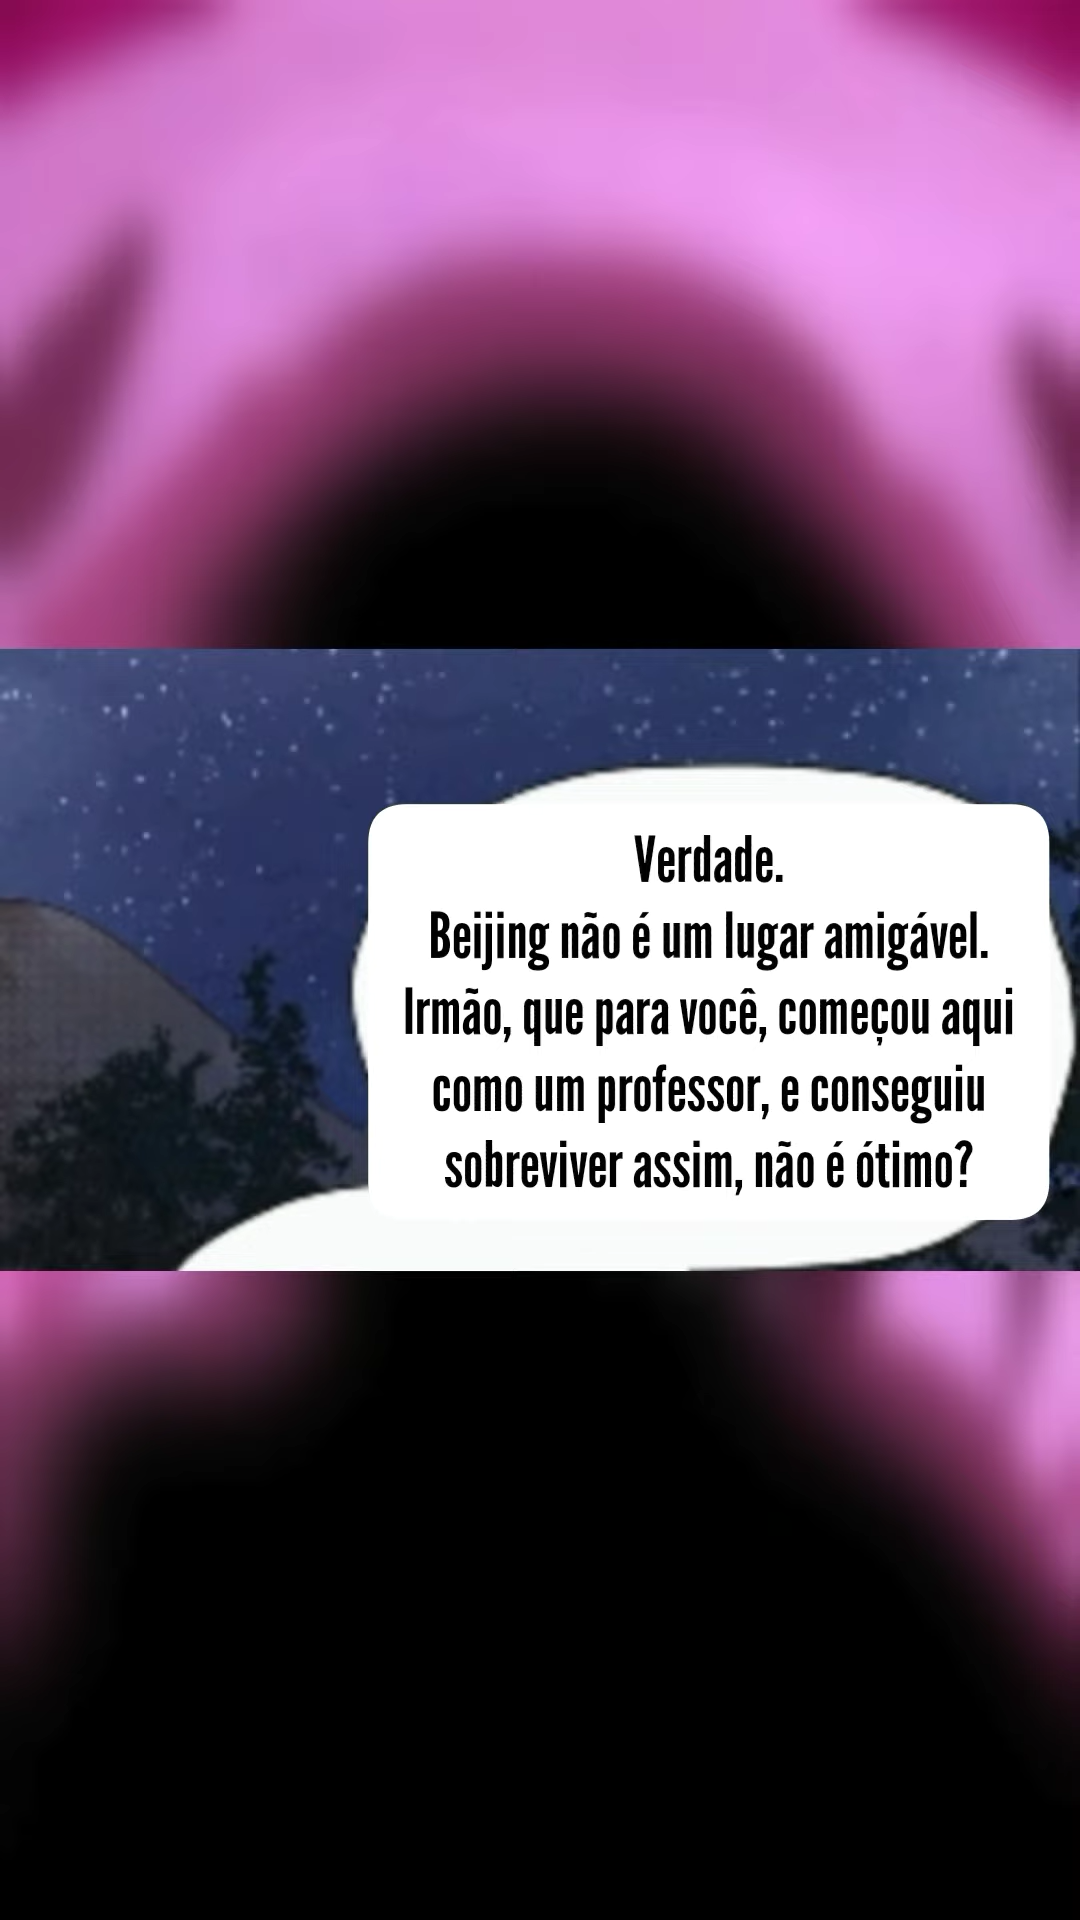 Verdade.
Beijing não é um lugar amigável.
Irmão, que para você, começou aqui
como um professor, e conseguiu
sobreviver assim, não é ótimo?